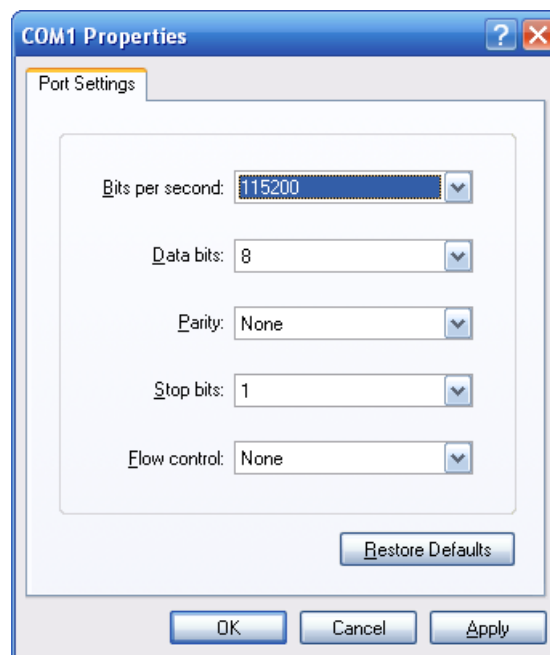 COM1 Properties
Port Settings
Bits per second: 115200
Data bits: 8
Parity: None
Stop bits: 1
Flow control: None
Restore Defaults
OK Cancel Apply